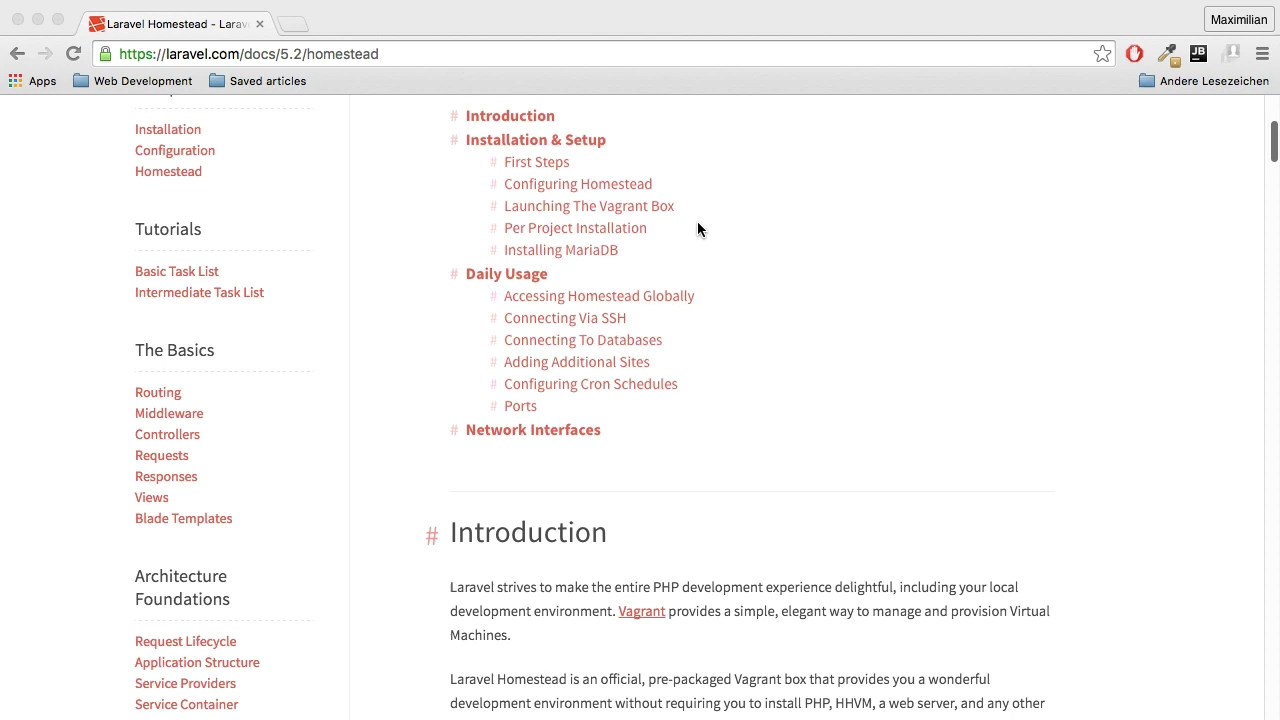 Laravel Homestead - Larav
Maximilian
https://laravel.com/docs/5.2/homestead
JB
Apps
Web Development
Saved articles
Andere Lesezeichen
Installation
Configuration
Homestead
Tutorials
Basic Task List
Intermediate Task List
The Basics
Routing
Middleware
Controllers
Requests
Responses
Views
Blade Templates
Architecture
Foundations
Request Lifecycle
Application Structure
Service Providers
Service Container
# Introduction
# Installation & Setup
# First Steps
# Configuring Homestead
# Launching The Vagrant Box
# Per Project Installation
# Installing MariaDB
# Daily Usage
# Accessing Homestead Globally
# Connecting Via SSH
# Connecting To Databases
# Adding Additional Sites
# Configuring Cron Schedules
# Ports
# Network Interfaces
# Introduction
Laravel strives to make the entire PHP development experience delightful, including your local
development environment. Vagrant provides a simple, elegant way to manage and provision Virtual
Machines.
Laravel Homestead is an official, pre-packaged Vagrant box that provides you a wonderful
development environment without requiring you to install PHP, HHVM, a web server, and any other